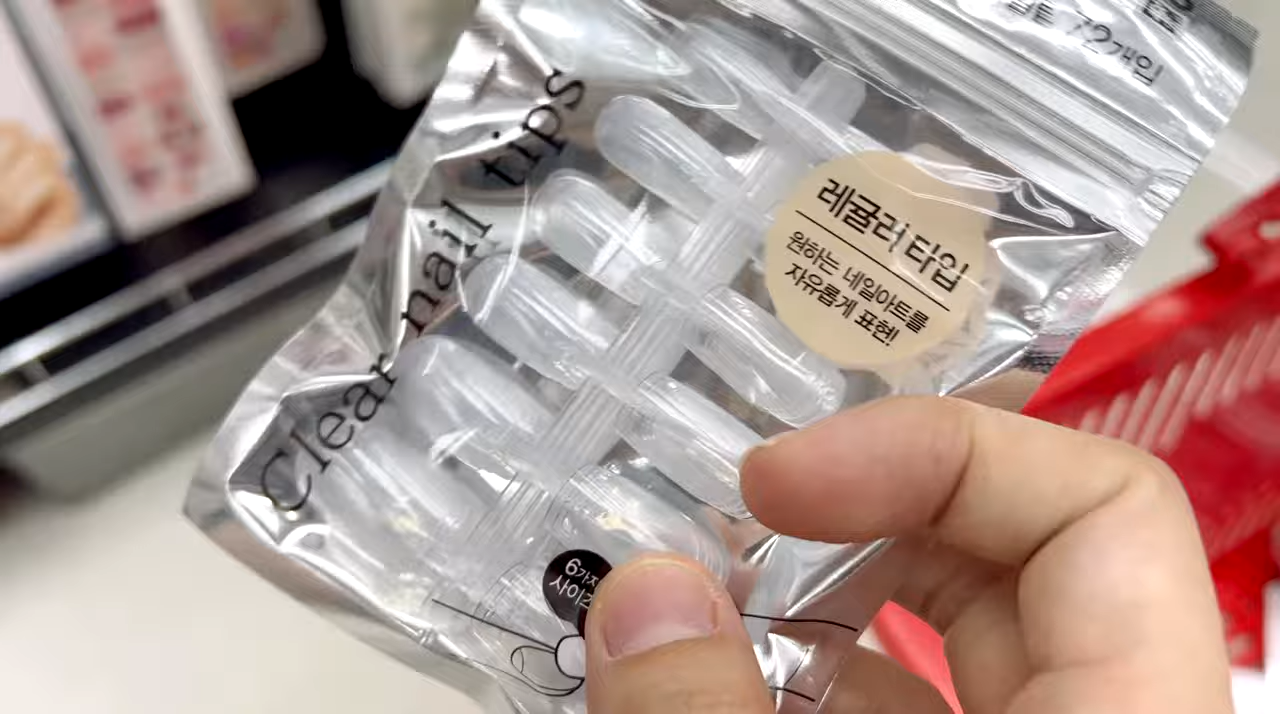 72개입
Clear nail tips
레귤러 타입
원하는 네일아트를
자유롭게 표현!
6가지
사이즈